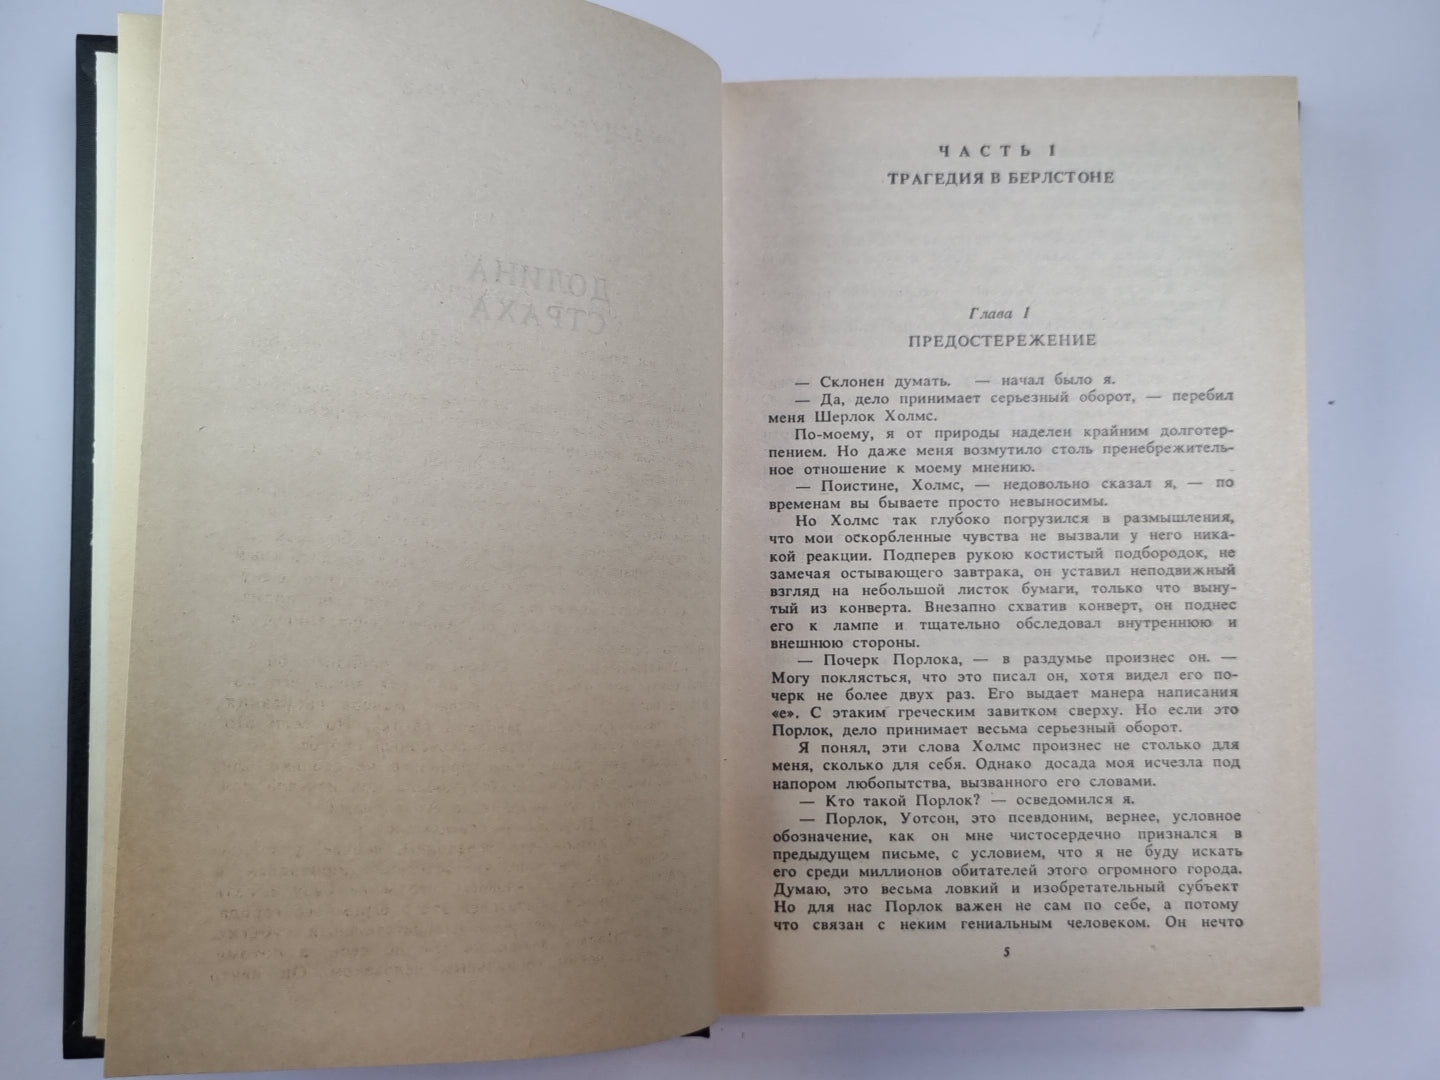 ДОЛИНА
СТРАХА
ЧАСТЬ I
ТРАГЕДИЯ В БЕРЛСТОНЕ
Глава I
ПРЕДОСТЕРЕЖЕНИЕ
— Склонен думать. — начал было я.
— Да, дело принимает серьезный оборот, — перебил
меня Шерлок Холмс.
По-моему, я от природы наделен крайним долготер-
пением. Но даже меня возмутило столь пренебрежитель-
ное отношение к моему мнению.
— Поистине, Холмс, — недовольно сказал я, — по
временам вы бываете просто невыносимы.
Но Холмс так глубоко погрузился в размышления,
что мои оскорбленные чувства не вызвали у него ника-
кой реакции. Подперев рукою костистый подбородок, не
замечая остывающего завтрака, он уставил неподвижный
взгляд на небольшой листок бумаги, только что выну-
тый из конверта. Внезапно схватив конверт, он поднес
его к лампе и тщательно обследовал внутреннюю и
внешнюю стороны.
— Почерк Порлока, — в раздумье произнес он. —
Могу поклясться, что это писал он, хотя видел его по-
черк не более двух раз. Его выдает манера написания
«е». С этаким греческим завитком сверху. Но если это
Порлок, дело принимает весьма серьезный оборот.
Я понял, эти слова Холмс произнес не столько для
меня, сколько для себя. Однако досада моя исчезла под
напором любопытства, вызванного его словами.
— Кто такой Порлок? — осведомился я.
— Порлок, Уотсон, это псевдоним, вернее, условное
обозначение, как он мне чистосердечно признался в
предыдущем письме, с условием, что я не буду искать
его среди миллионов обитателей этого огромного города.
Думаю, это весьма ловкий и изобретательный субъект
Но для нас Порлок важен не сам по себе, а потому
что связан с неким гениальным человеком. Он нечто
5